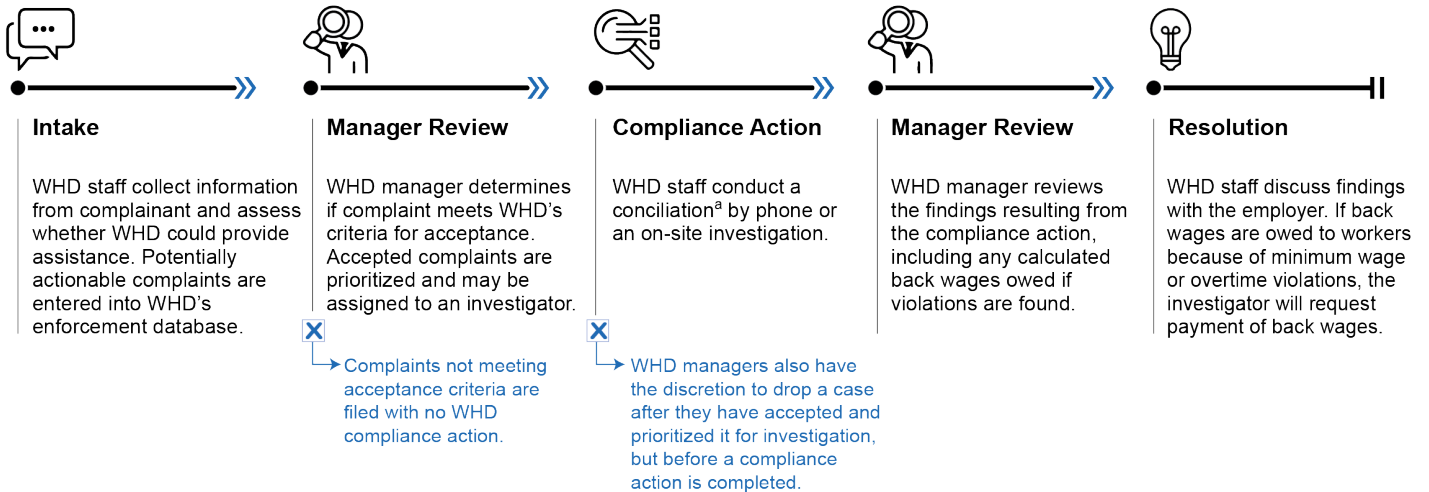 Intake
WHD staff collect information
from complainant and assess
whether WHD could provide
assistance. Potentially
actionable complaints are
entered into WHD's
enforcement database.
Manager Review
WHD manager determines
if complaint meets WHD's
criteria for acceptance.
Accepted complaints are
prioritized and may be
assigned to an investigator.
Complaints not meeting
acceptance criteria are
filed with no WHD
compliance action.
Compliance Action
WHD staff conduct a
conciliationᵃ by phone or
an on-site investigation.
WHD managers also have
the discretion to drop a case
after they have accepted and
prioritized it for investigation,
but before a compliance
action is completed.
Manager Review
WHD manager reviews
the findings resulting from
the compliance action,
including any calculated
back wages owed if
violations are found.
Resolution
WHD staff discuss findings
with the employer. If back
wages are owed to workers
because of minimum wage
or overtime violations, the
investigator will request
payment of back wages.